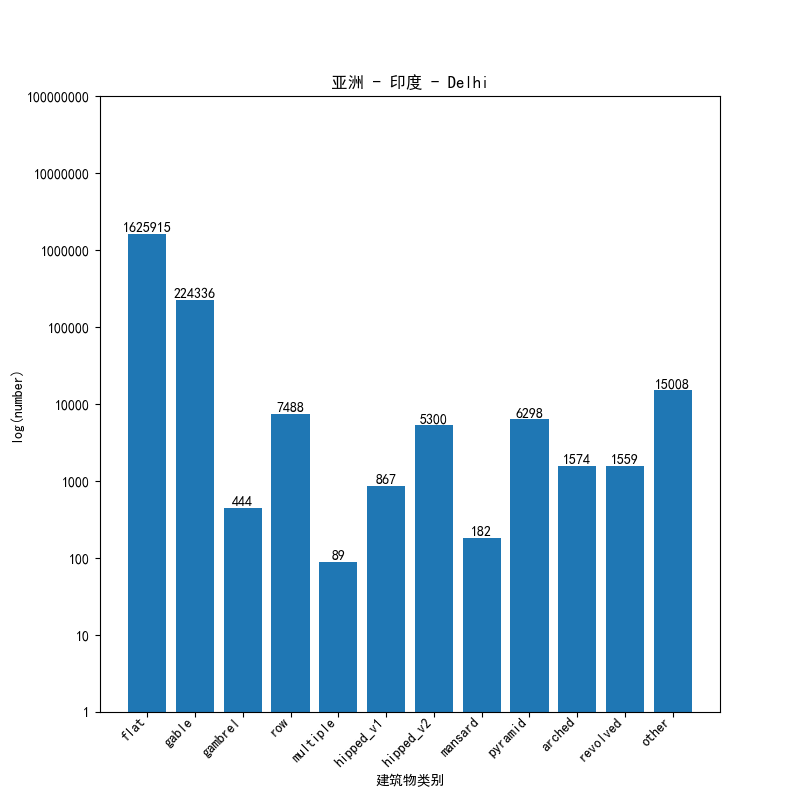 亚洲 - 印度 - Delhi
100000000
10000000
1000000
100000
10000
1000
100
10
1
log(number)
1625915
224336
444
7488
89
867
5300
182
6298
1574
1559
15008
flat
gable
gambrel
row
multiple
hipped_v1
hipped_v2
mansard
pyramid
arched
revolved
other
建筑物类别